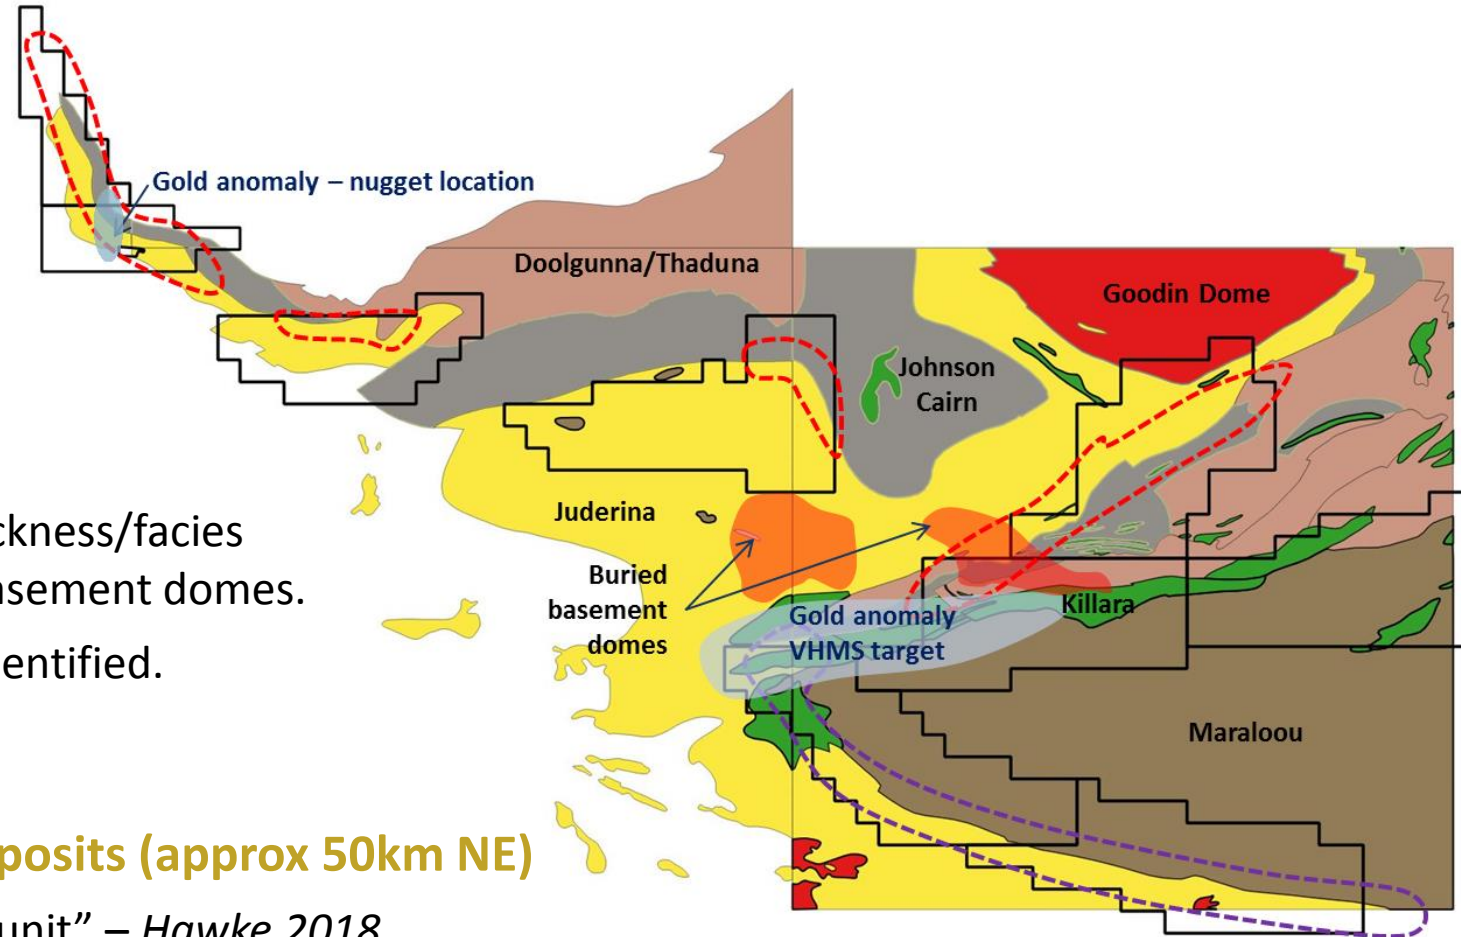 Gold anomaly – nugget location
Doolgunna/Thaduna
Goodin Dome
Johnson
Cairn
Juderina
Buried
basement
domes
Killara
Gold anomaly
VHMS target
Maraloou
ckness/facies
asement domes.
entified.
posits (approx 50km NE)
unit” – Hawke 2018